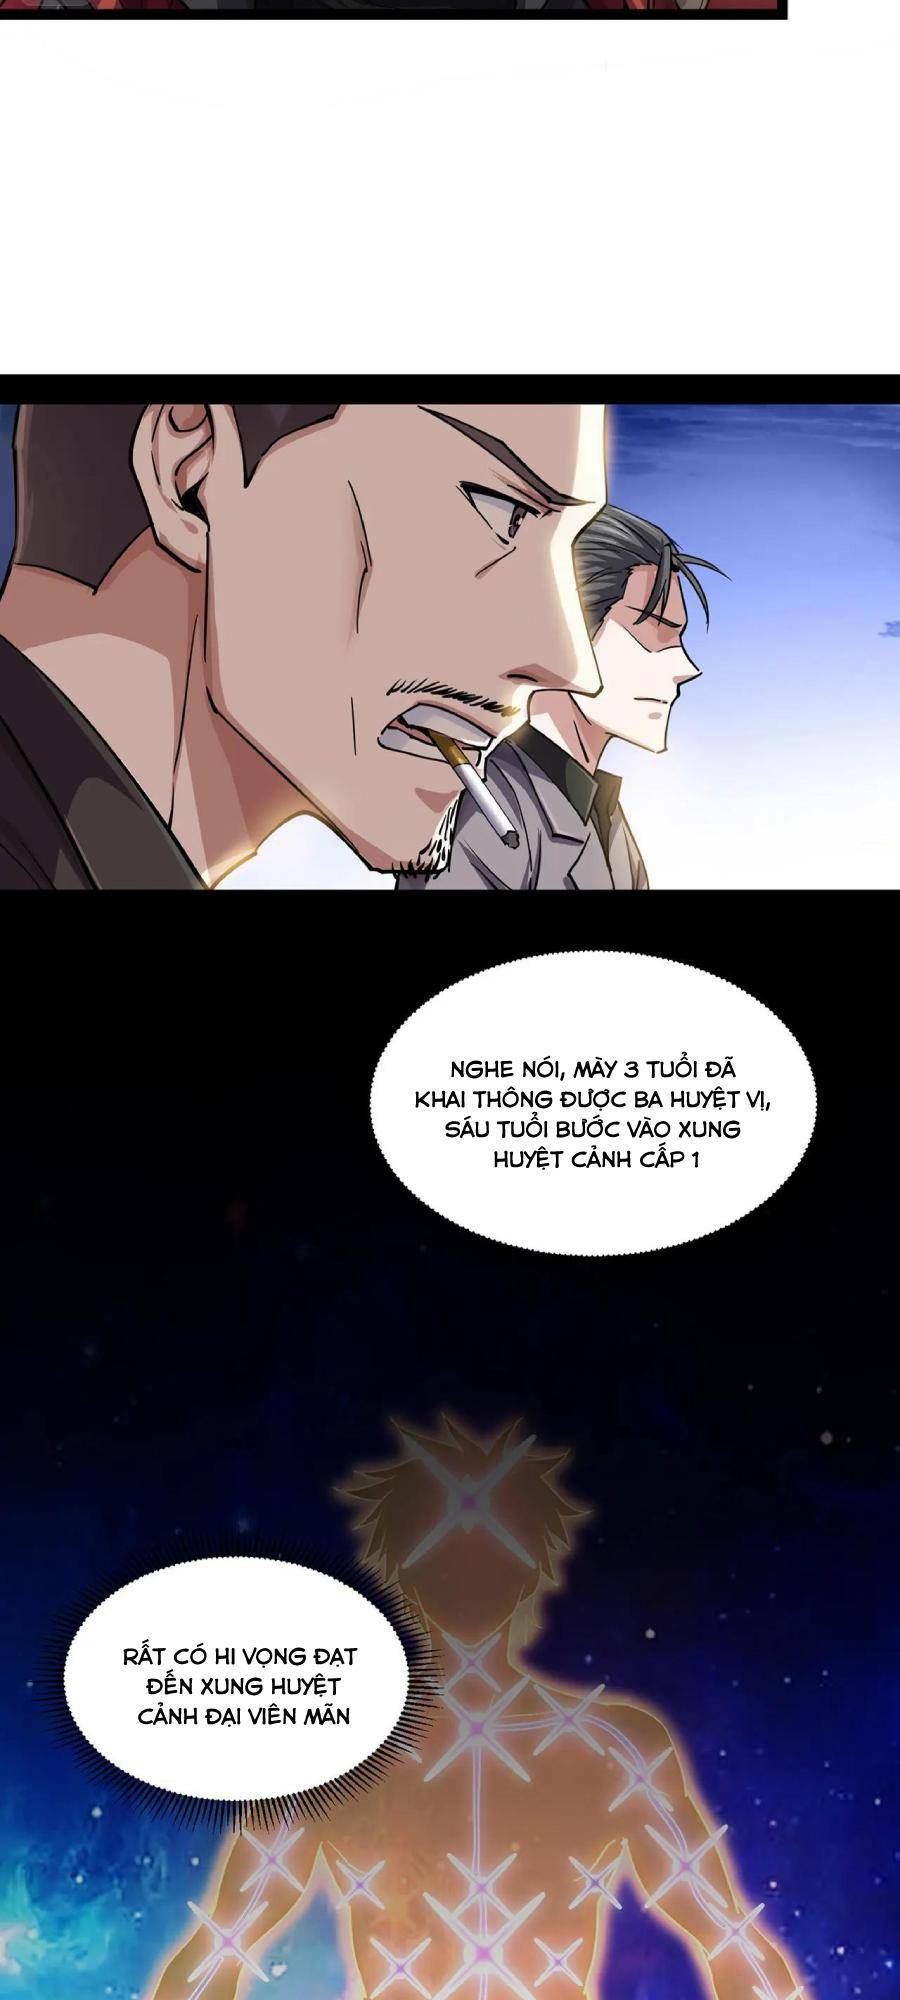 NGHE NÓI, MÀY 3 TUỔI ĐÃ
KHAI THÔNG ĐƯỢC BA HUYỆT VỊ,
SÁU TUỔI BƯỚC VÀO XUNG
HUYỆT CẢNH CẤP 1
RẤT CÓ HI VỌNG ĐẠT
ĐẾN XUNG HUYỆT
CẢNH ĐẠI VIÊN MÃN